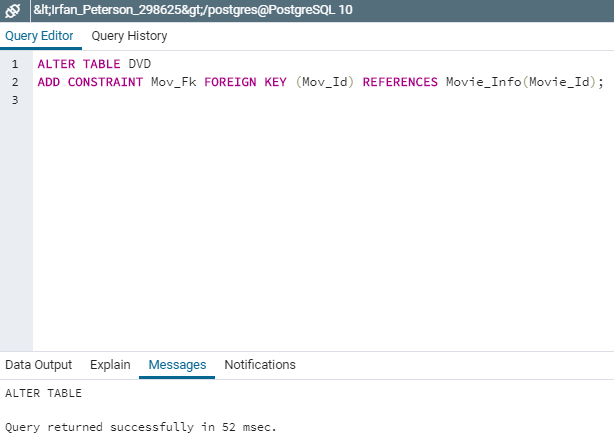 &lt;Irfan_Peterson_298625&gt;/postgres@PostgreSQL 10
Query Editor Query History
1 ALTER TABLE DVD
2 ADD CONSTRAINT Mov_Fk FOREIGN KEY (Mov_Id) REFERENCES Movie_Info(Movie_Id);
3
Data Output Explain Messages Notifications
ALTER TABLE
Query returned successfully in 52 msec.